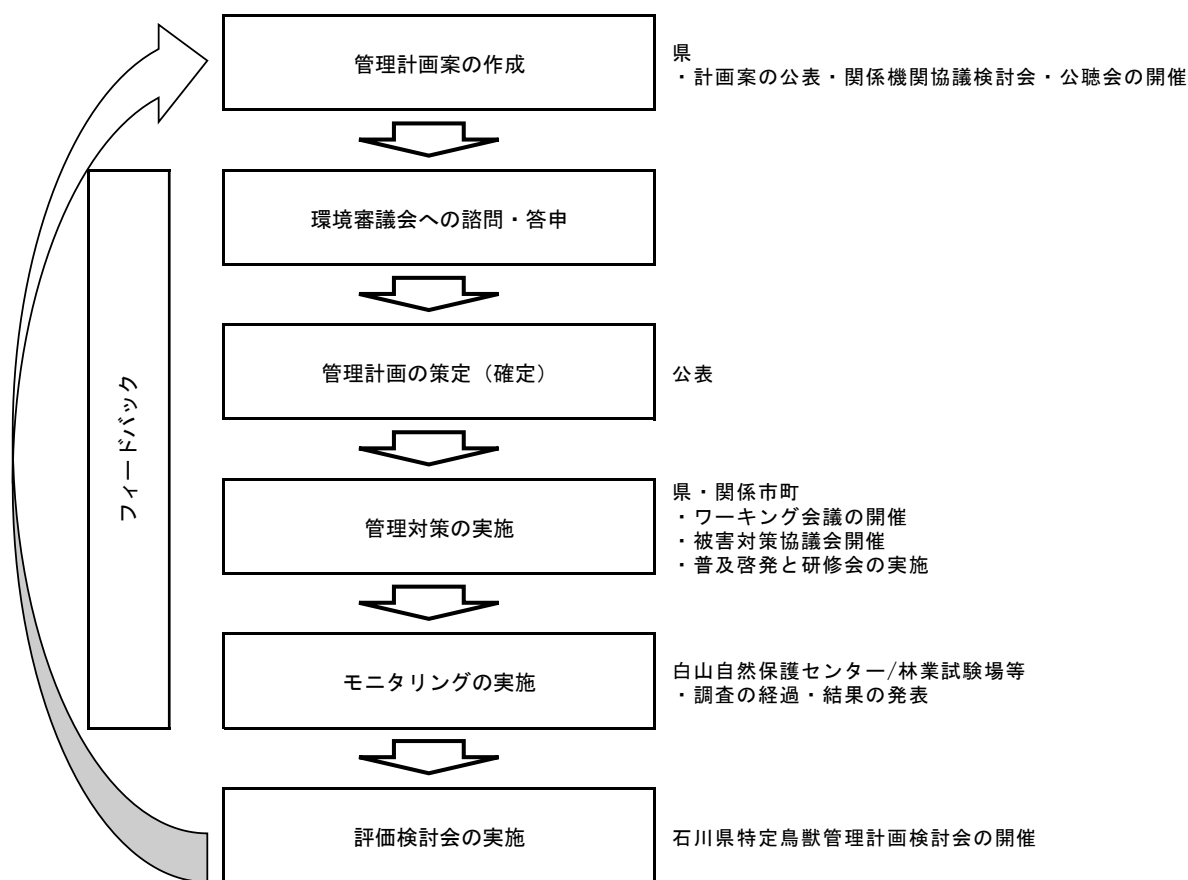 管理計画案の作成
県
・計画案の公表・関係機関協議検討会・公聴会の開催
環境審議会への諮問・答申
管理計画の策定（確定）
公表
フィードバック
管理対策の実施
県・関係市町
・ワーキング会議の開催
・被害対策協議会開催
・普及啓発と研修会の実施
モニタリングの実施
白山自然保護センター/林業試験場等
・調査の経過・結果の発表
評価検討会の実施
石川県特定鳥獣管理計画検討会の開催